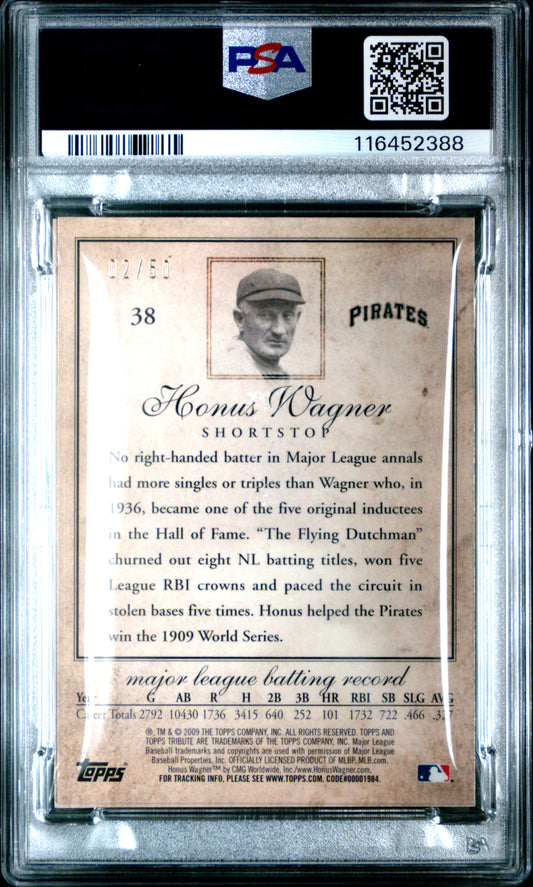 PSA
116452388
02/50
38
PIRATES
Honus Wagner
SHORTSTOP
No right-handed batter in Major League annals
had more singles or triples than Wagner who, in
1936, became one of the five original inductees
in the Hall of Fame. “The Flying Dutchman”
churned out eight NL batting titles, won five
League RBI crowns and paced the circuit in
stolen bases five times. Honus helped the Pirates
win the 1909 World Series.
major league batting record
Year G AB R H 2B 3B HR RBI SB SLG AVG
Career Totals 2792 10430 1736 3415 640 252 101 1732 722 .466 .327
®, TM & © 2009 THE TOPPS COMPANY, INC. ALL RIGHTS RESERVED. TOPPS AND
TOPPS TRIBUTE ARE TRADEMARKS OF THE TOPPS COMPANY, INC. Major League
Baseball trademarks and copyrights are used with permission of Major League
Baseball Properties, Inc. OFFICIALLY LICENSED PRODUCT OF MLBP. MLB.com.
Honus Wagner™ by CMG Worldwide, Inc./www.HonusWagner.com.
FOR TRACKING INFO, PLEASE SEE WWW.TOPPS.COM. CODE#00001984.
Topps
PSA